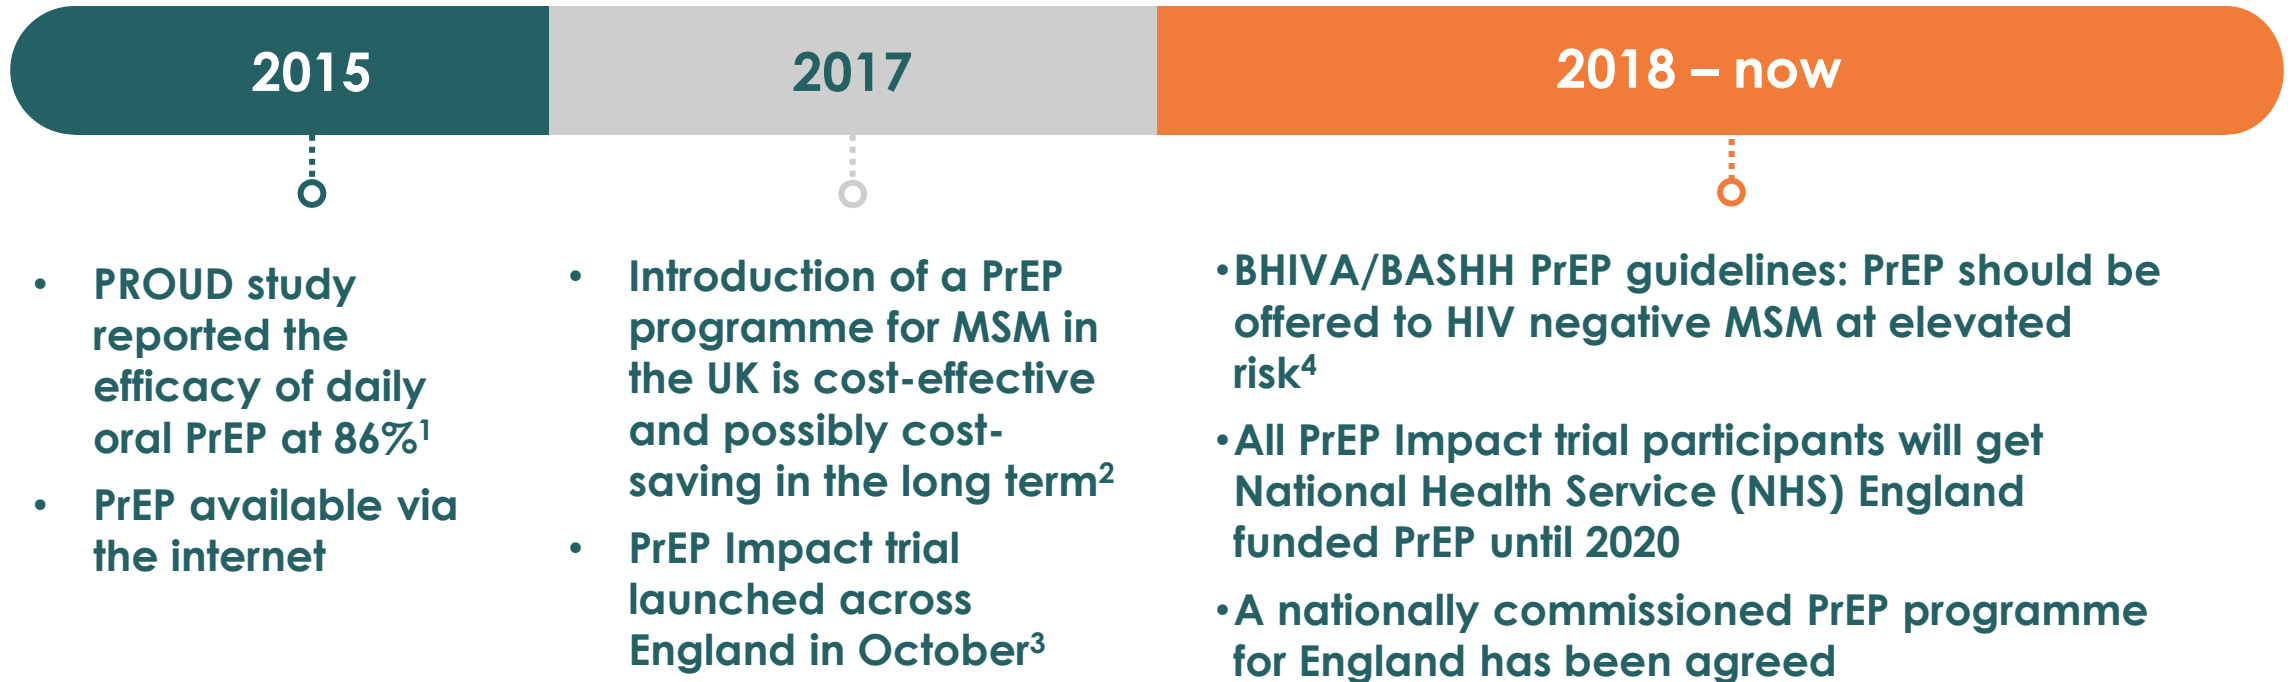 2015
2017
2018 – now
• PROUD study
reported the
efficacy of daily
oral PrEP at 86%¹
• PrEP available via
the internet
• Introduction of a PrEP
programme for MSM in
the UK is cost-effective
and possibly cost-
saving in the long term²
• PrEP Impact trial
launched across
England in October³
• BHIVA/BASHH PrEP guidelines: PrEP should be
offered to HIV negative MSM at elevated
risk⁴
• All PrEP Impact trial participants will get
National Health Service (NHS) England
funded PrEP until 2020
• A nationally commissioned PrEP programme
for England has been agreed